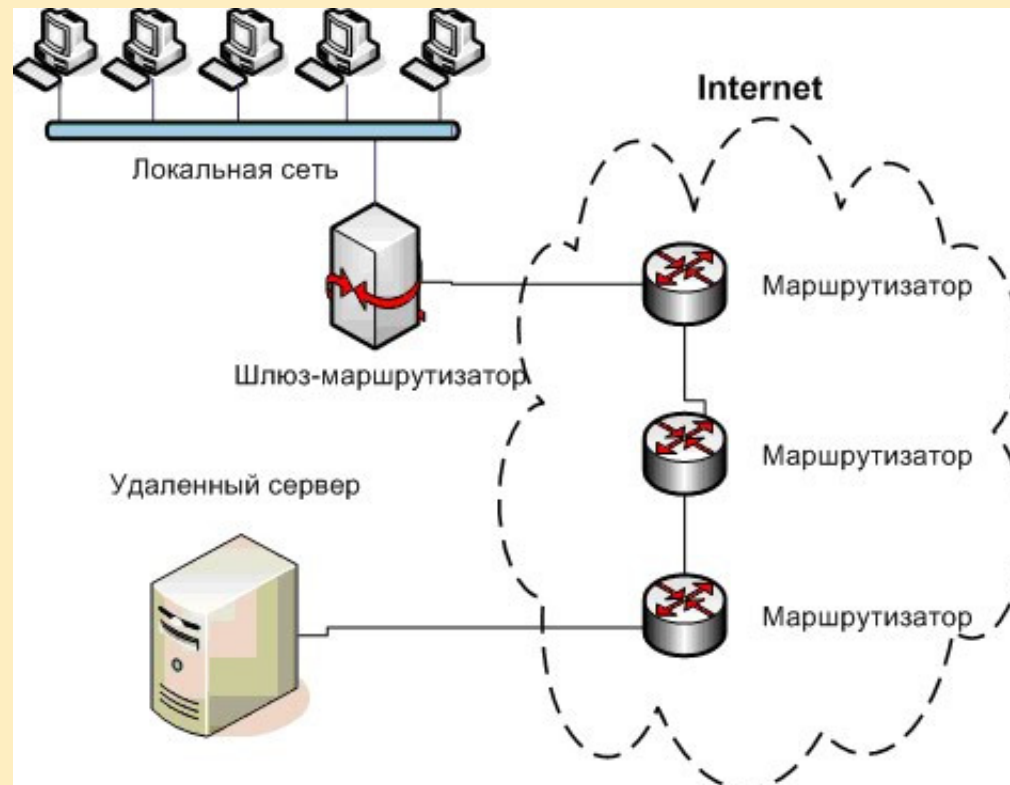 Internet
Локальная сеть
Маршрутизатор
Шлюз-маршрутизатор
Маршрутизатор
Удаленный сервер
Маршрутизатор